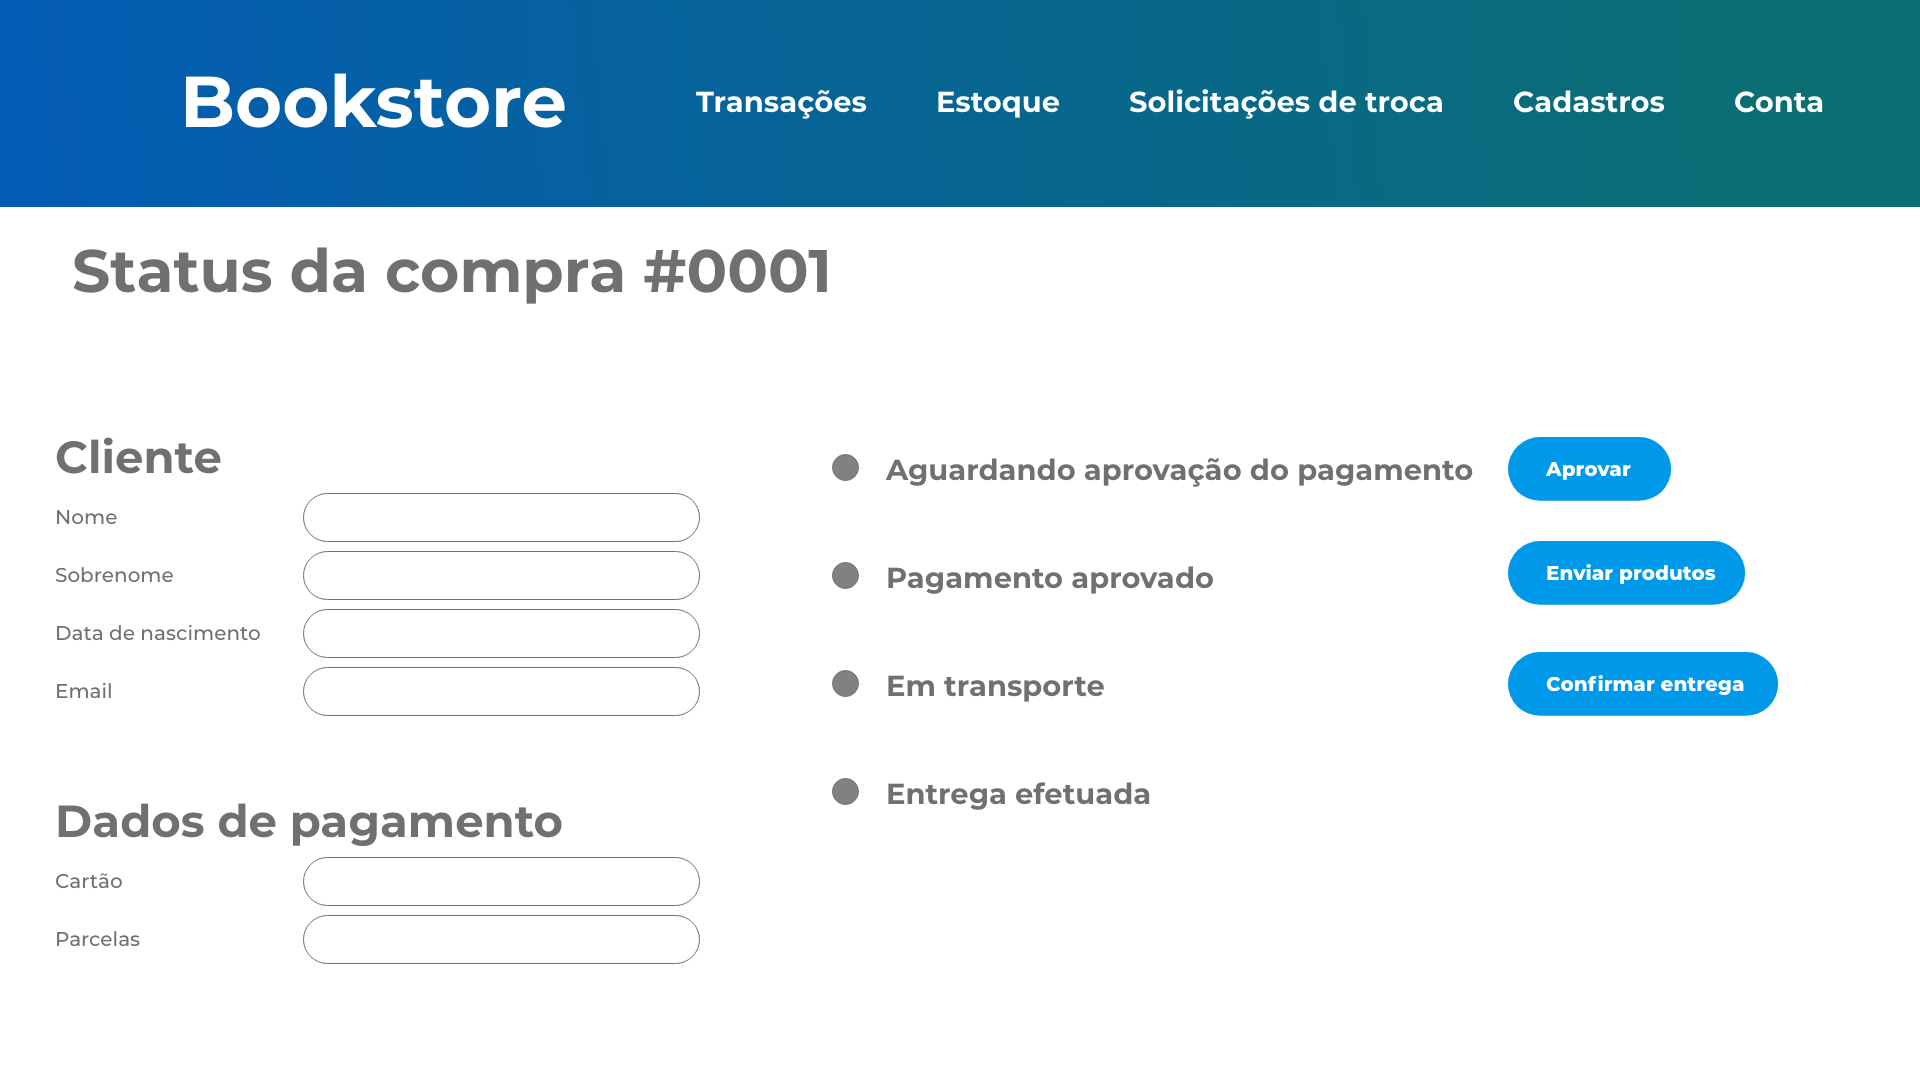 Bookstore
Transações
Estoque
Solicitações de troca
Cadastros
Conta
Status da compra #0001
Cliente
Nome
Sobrenome
Data de nascimento
Email
Dados de pagamento
Cartão
Parcelas
Aguardando aprovação do pagamento
Aprovar
Pagamento aprovado
Enviar produtos
Em transporte
Confirmar entrega
Entrega efetuada